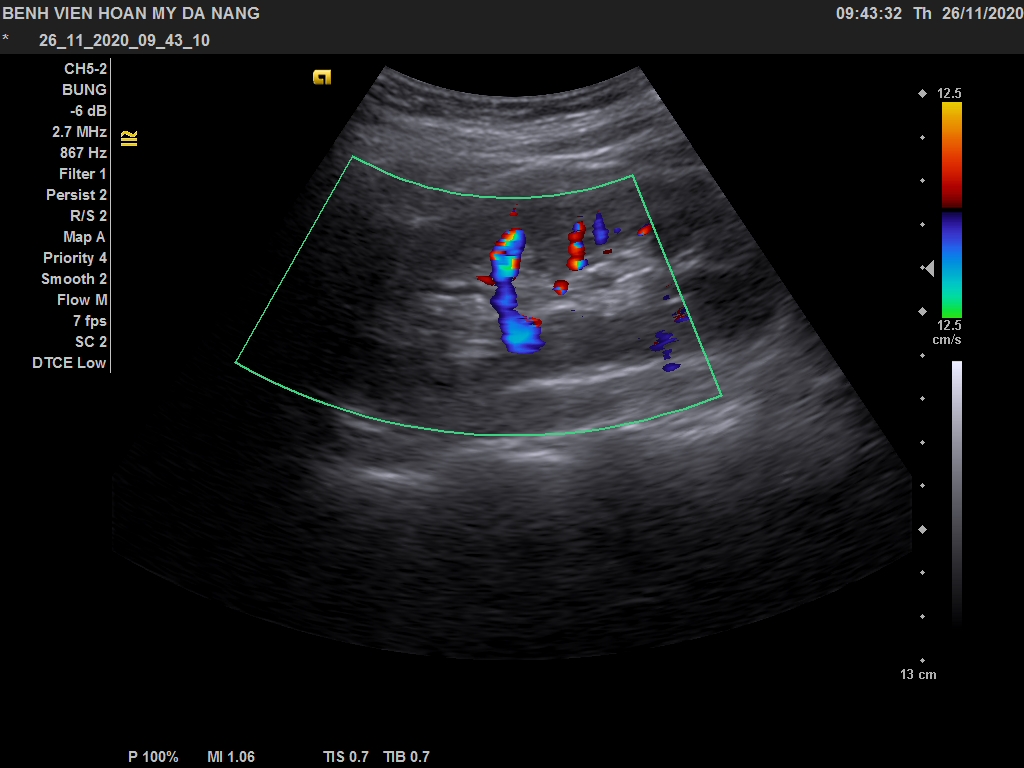 BENH VIEN HOAN MY DA NANG 09:43:32 Th 26/11/2020
* 26_11_2020_09_43_10
CH5-2
BUNG
-6 dB
2.7 MHz
867 Hz
Filter 1
Persist 2
R/S 2
Map A
Priority 4
Smooth 2
Flow M
7 fps
SC 2
DTCE Low
12.5
12.5
cm/s
13 cm
P 100% MI 1.06 TIS 0.7 TIB 0.7